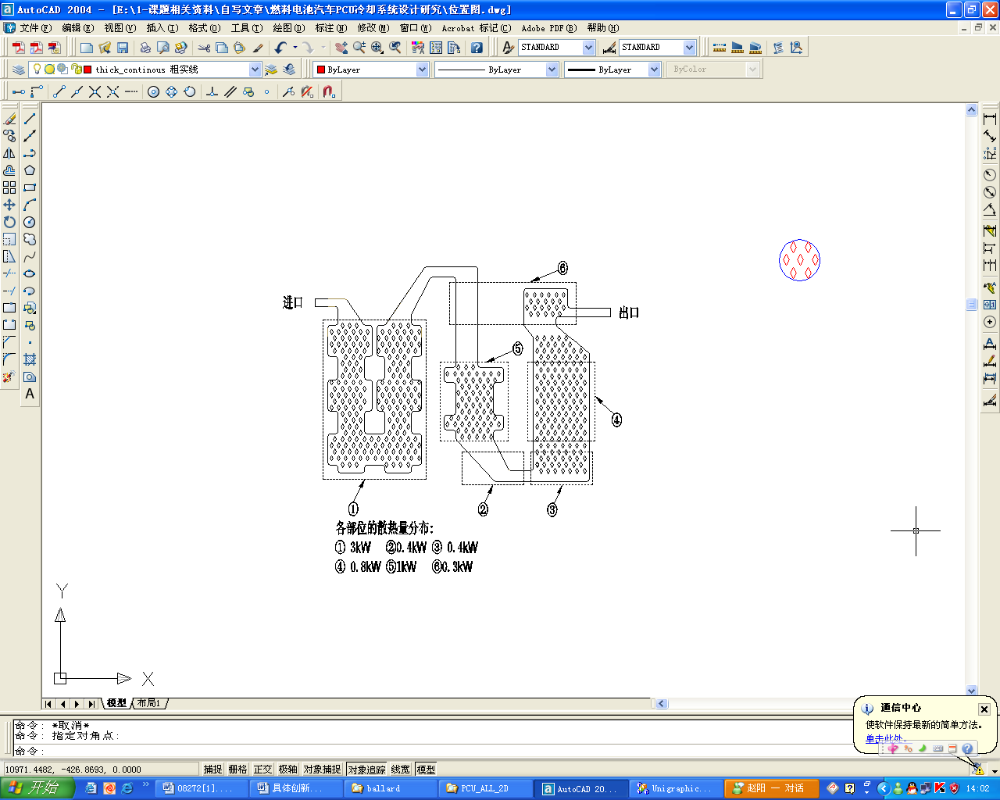 AutoCAD 2004 - [E:\1-课题相关资料\自写文章\燃料电池汽车PCU冷却系统设计研究\位置图.dwg]
文件(F) 编辑(E) 视图(V) 插入(I) 格式(O) 工具(T) 绘图(D) 标注(N) 修改(M) 窗口(W) Acrobat 标记(C) Adobe PDF(B) 帮助(H)
STANDARD STANDARD
thick_continous 粗实线 ByLayer ByLayer ByLayer ByColor
⑥
进口
出口
⑤
④
① ② ③
各部位的散热量分布:
① 3kW ②0.4kW ③ 0.4kW
④ 0.8kW ⑤1kW ⑥0.3kW
Y
X
模型 布局1
命令: *取消*
命令: 指定对角点:
命令:
通信中心
使软件保持最新的简单方法。
单击此处。
10971.4482, -426.8693, 0.0000 捕捉 栅格 正交 极轴 对象捕捉 对象追踪 线宽 模型
开始 08272[1].... 具体创新... ballard PCU_ALL_2D AutoCAD 20... Unigraphic... 赵阳 — 对话 14:02